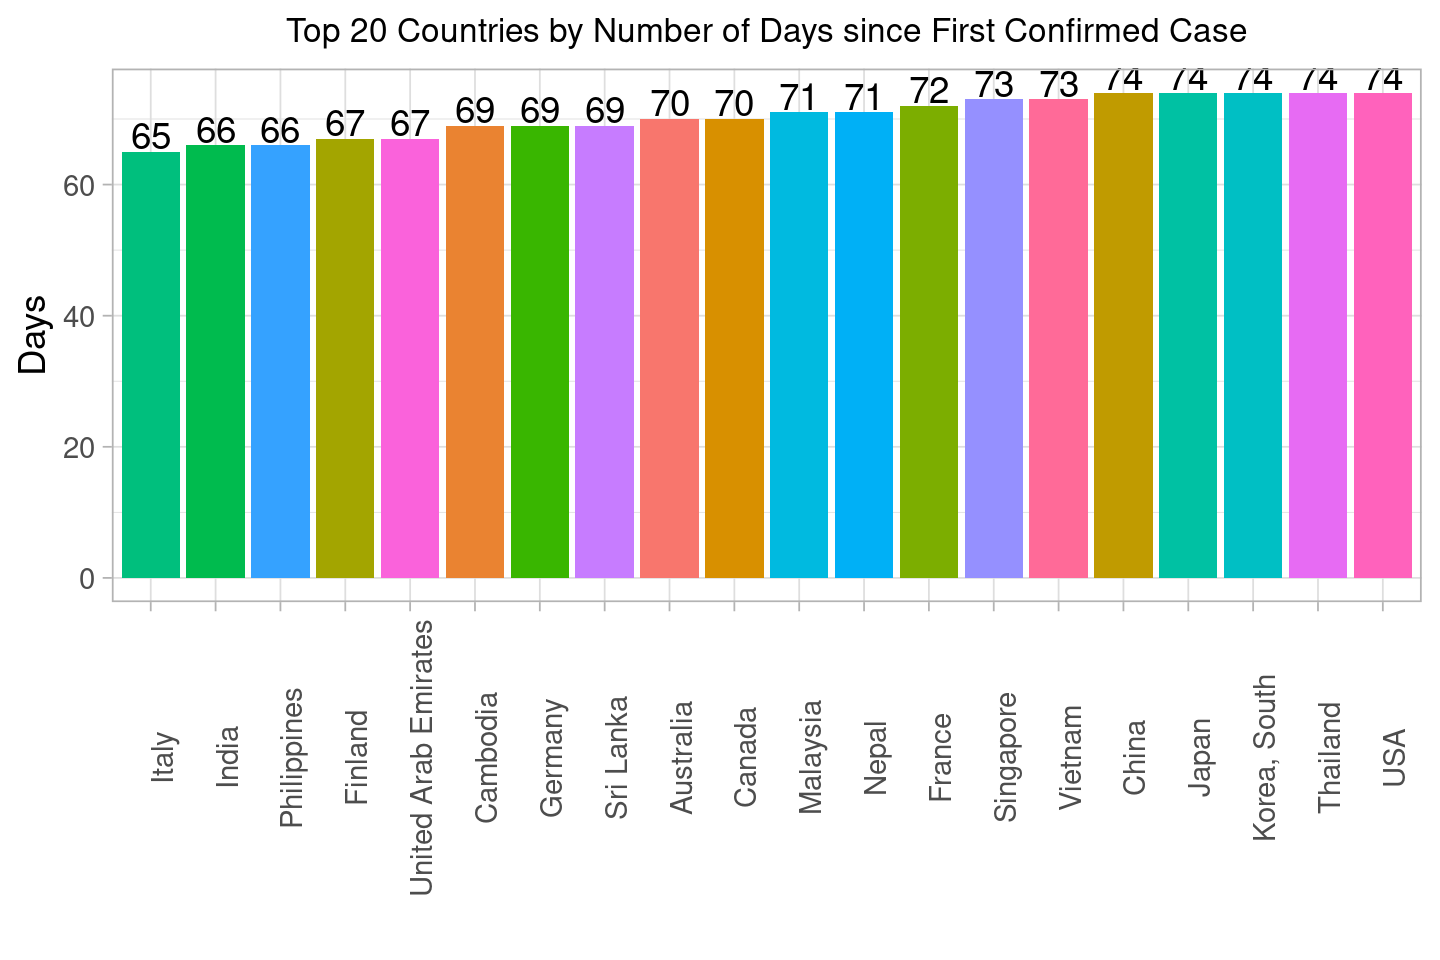 Top 20 Countries by Number of Days since First Confirmed Case
65 66 66 67 67 69 69 69 70 70 71 71 72 73 73 74 74 74 74 74
60
40
20
0
Days
Italy
India
Philippines
Finland
United Arab Emirates
Cambodia
Germany
Sri Lanka
Australia
Canada
Malaysia
Nepal
France
Singapore
Vietnam
China
Japan
Korea, South
Thailand
USA